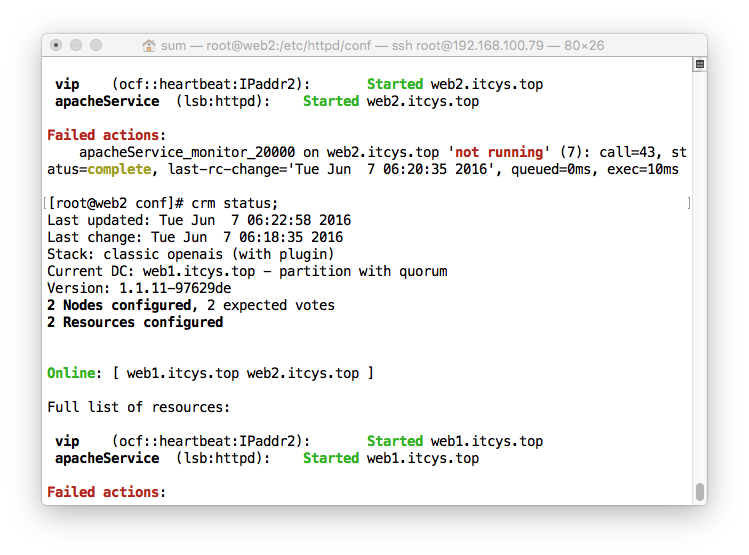 sum — root@web2:/etc/httpd/conf — ssh root@192.168.100.79 — 80×26
vip (ocf::heartbeat:IPaddr2): Started web2.itcys.top
apacheService (lsb:httpd): Started web2.itcys.top
Failed actions:
apacheService_monitor_20000 on web2.itcys.top 'not running' (7): call=43, st
atus=complete, last-rc-change='Tue Jun  7 06:20:35 2016', queued=0ms, exec=10ms
[[root@web2 conf]# crm status; ]
Last updated: Tue Jun  7 06:22:58 2016
Last change: Tue Jun  7 06:18:35 2016
Stack: classic openais (with plugin)
Current DC: web1.itcys.top - partition with quorum
Version: 1.1.11-97629de
2 Nodes configured, 2 expected votes
2 Resources configured
Online: [ web1.itcys.top web2.itcys.top ]
Full list of resources:
vip (ocf::heartbeat:IPaddr2): Started web1.itcys.top
apacheService (lsb:httpd): Started web1.itcys.top
Failed actions: